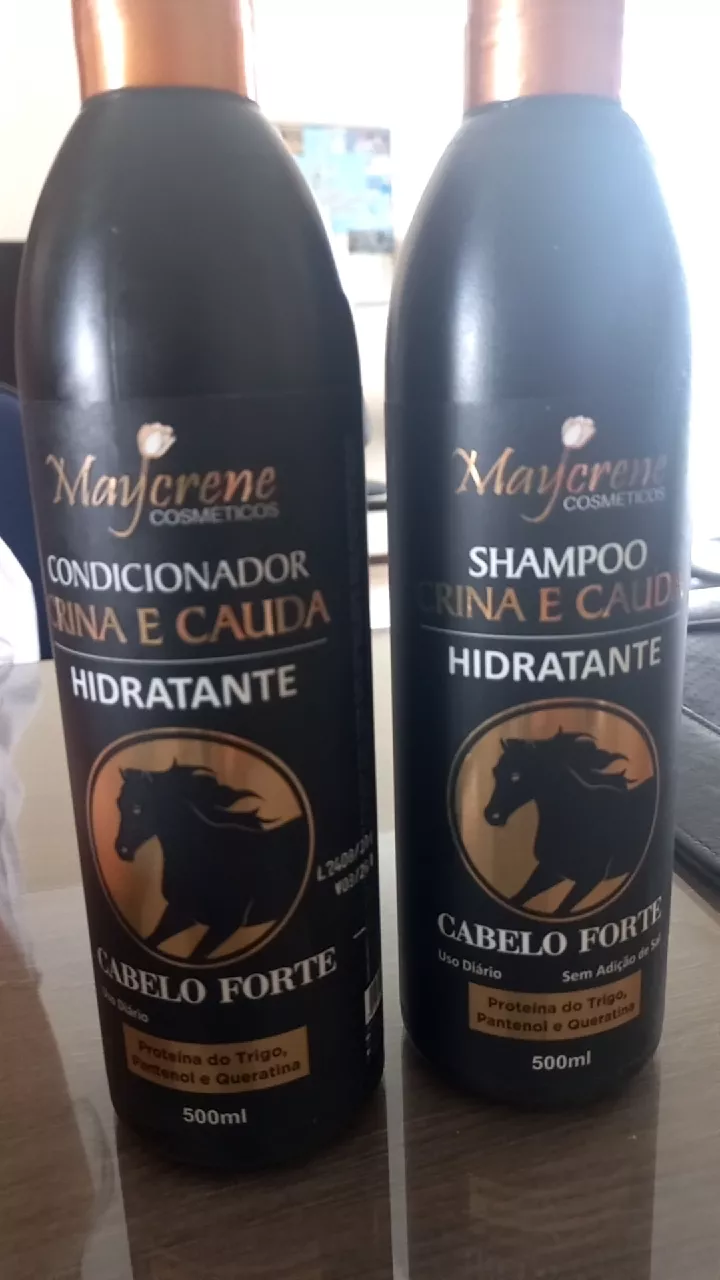 Maycrene
COSMETICOS
CONDICIONADOR
CRINA E CAUDA
HIDRATANTE
CABELO FORTE
Uso Diário
Proteína do Trigo,
Pantenol e Queratina
500ml
Maycrene
COSMETICOS
SHAMPOO
CRINA E CAUDA
HIDRATANTE
CABELO FORTE
Uso Diário Sem Adição de Sal
Proteína do Trigo,
Pantenol e Queratina
500ml